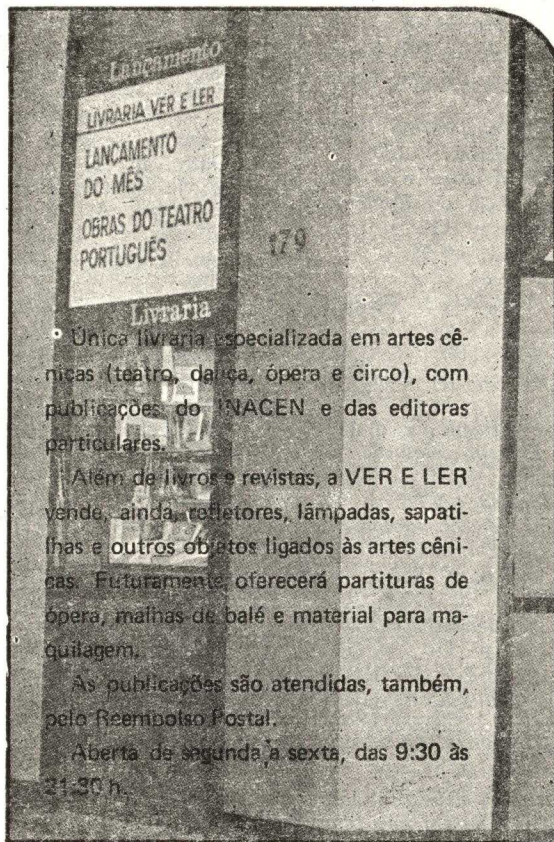 Lançamento
LIVRARIA VER E LER
LANÇAMENTO
DO MÊS
OBRAS DO TEATRO
PORTUGUÊS
179
Livraria
Única livraria especializada em artes cê-
nicas (teatro, dança, ópera e circo), com
publicações do INACEN e das editoras
particulares.
Além de livros e revistas, a VER E LER
vende, ainda, refletores, lâmpadas, sapati-
lhas e outros objetos ligados às artes cêni-
cas. Futuramente, oferecerá partituras de
ópera, malhas de balé e material para ma-
quilagem.
As publicações são atendidas, também,
pelo Reembolso Postal.
Aberta de segunda a sexta, das 9:30 às
21:30 h.